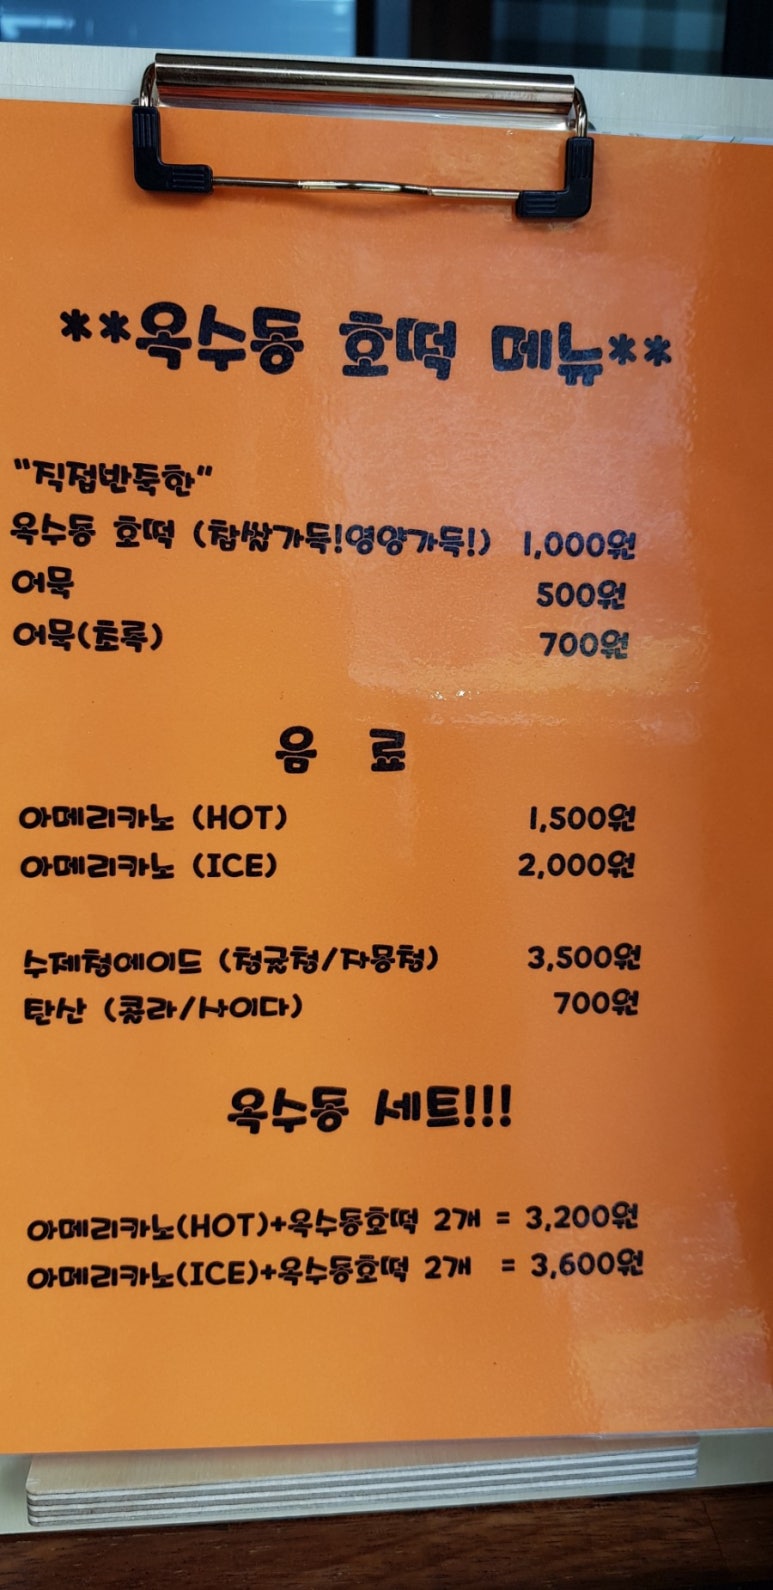 **옥수동 호떡 메뉴**
"직접반죽한"
옥수동 호떡 (찹쌀가득!영양가득!) 1,000원
어묵 500원
어묵(초록) 700원
음 료
아메리카노 (HOT) 1,500원
아메리카노 (ICE) 2,000원
수제청에이드 (청귤청/자몽청) 3,500원
탄산 (콜라/사이다) 700원
옥수동 세트!!!
아메리카노(HOT)+옥수동호떡 2개 = 3,200원
아메리카노(ICE)+옥수동호떡 2개 = 3,600원